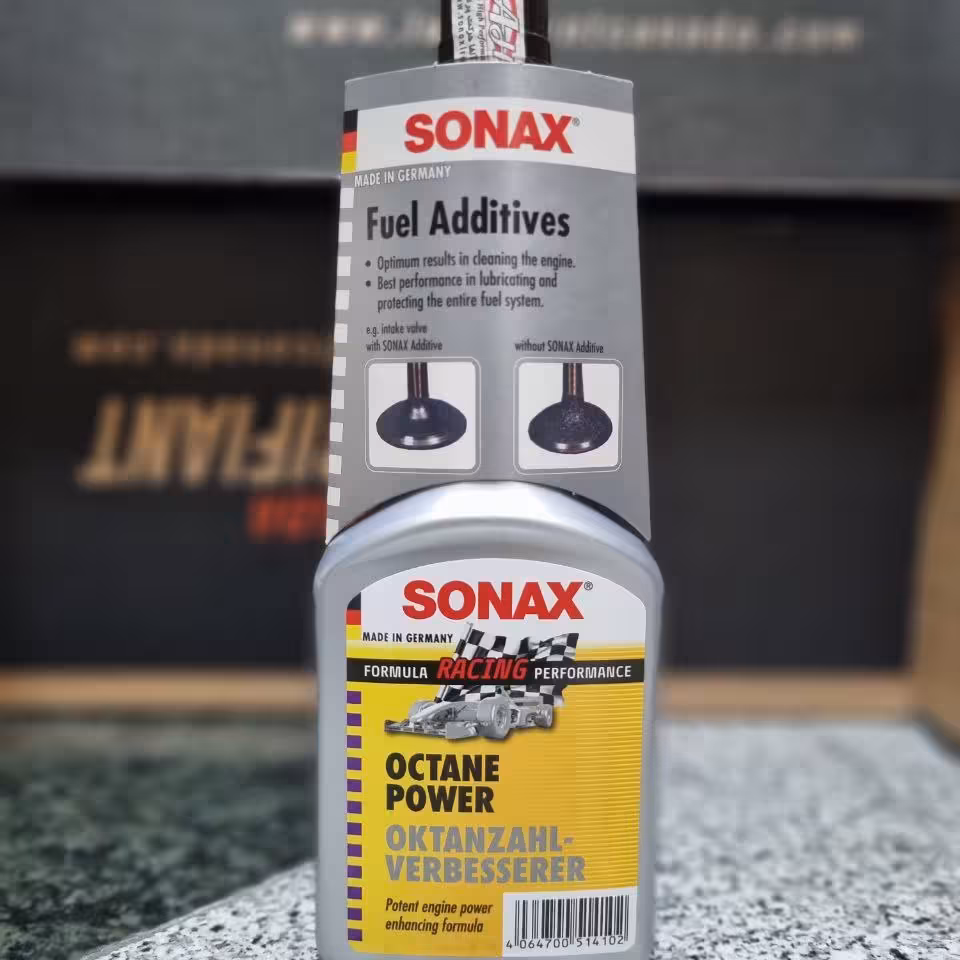 SONAX®
MADE IN GERMANY
Fuel Additives
• Optimum results in cleaning the engine.
• Best performance in lubricating and
protecting the entire fuel system.
e.g. intake valve
with SONAX Additive
without SONAX Additive
SONAX®
MADE IN GERMANY
FORMULA RACING PERFORMANCE
OCTANE
POWER
OKTANZAHL-
VERBESSERER
Potent engine power
enhancing formula
4 064700 514102